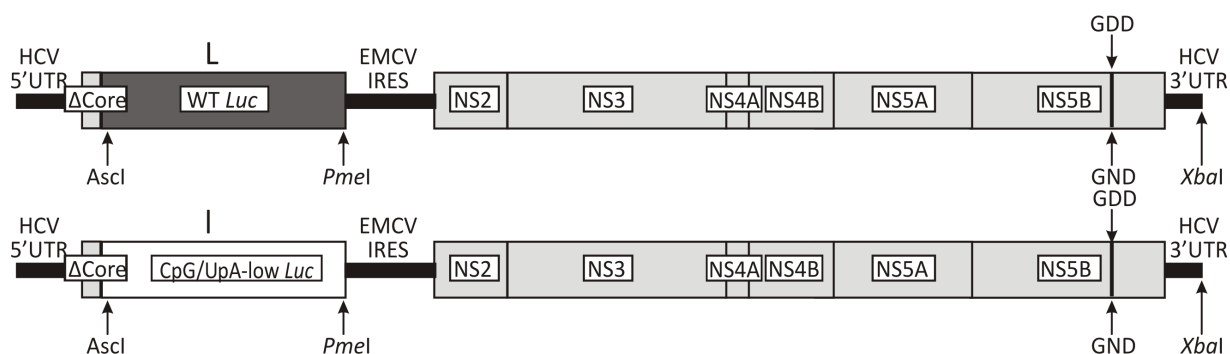 HCV
5'UTR
L
EMCV
IRES
GDD
HCV
3'UTR
ΔCore
WT Luc
NS2
NS3
NS4A
NS4B
NS5A
NS5B
AscI
PmeI
GND
XbaI
HCV
5'UTR
I
EMCV
IRES
GDD
HCV
3'UTR
ΔCore
CpG/UpA-low Luc
NS2
NS3
NS4A
NS4B
NS5A
NS5B
AscI
PmeI
GND
XbaI